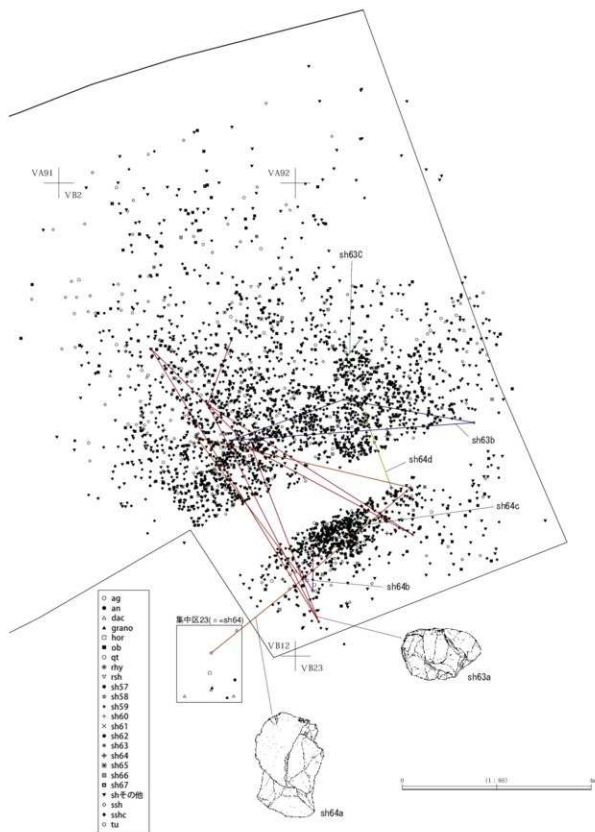 VA91
VB2
VA92
sh63C
sh63b
sh64d
sh64c
sh64b
集中区23(○=sh64)
VB12
VB23
sh63a
sh64a
ag
an
dac
grano
hor
ob
qt
rhy
rsh
sh57
sh58
sh59
sh60
sh61
sh62
sh63
sh64
sh65
sh66
sh67
shその他
ssh
sshc
tu
0 (1:80)